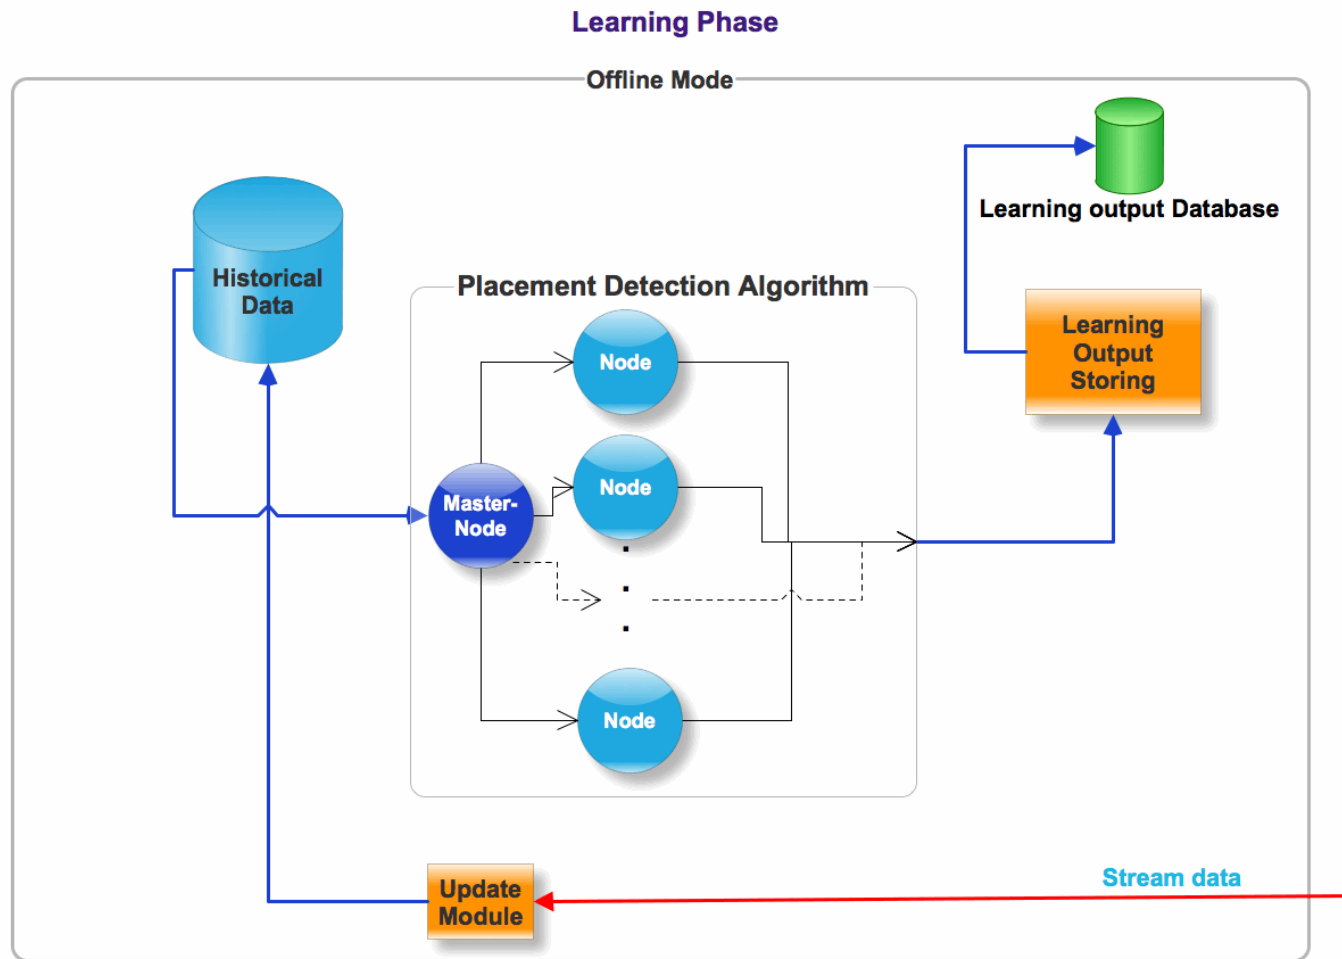 Learning Phase
Offline Mode
Learning output Database
Historical
Data
Placement Detection Algorithm
Learning
Output
Storing
Node
Node
Master-
Node
Node
Stream data
Update
Module